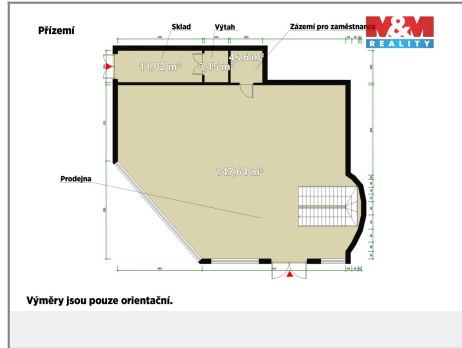 Přízemí
Sklad
Výtah
Zázemí pro zaměstnance
M&M
REALITY
11,02 m²
3,15 m²
4,26 m²
147,64 m²
Prodejna
Výměry jsou pouze orientační.